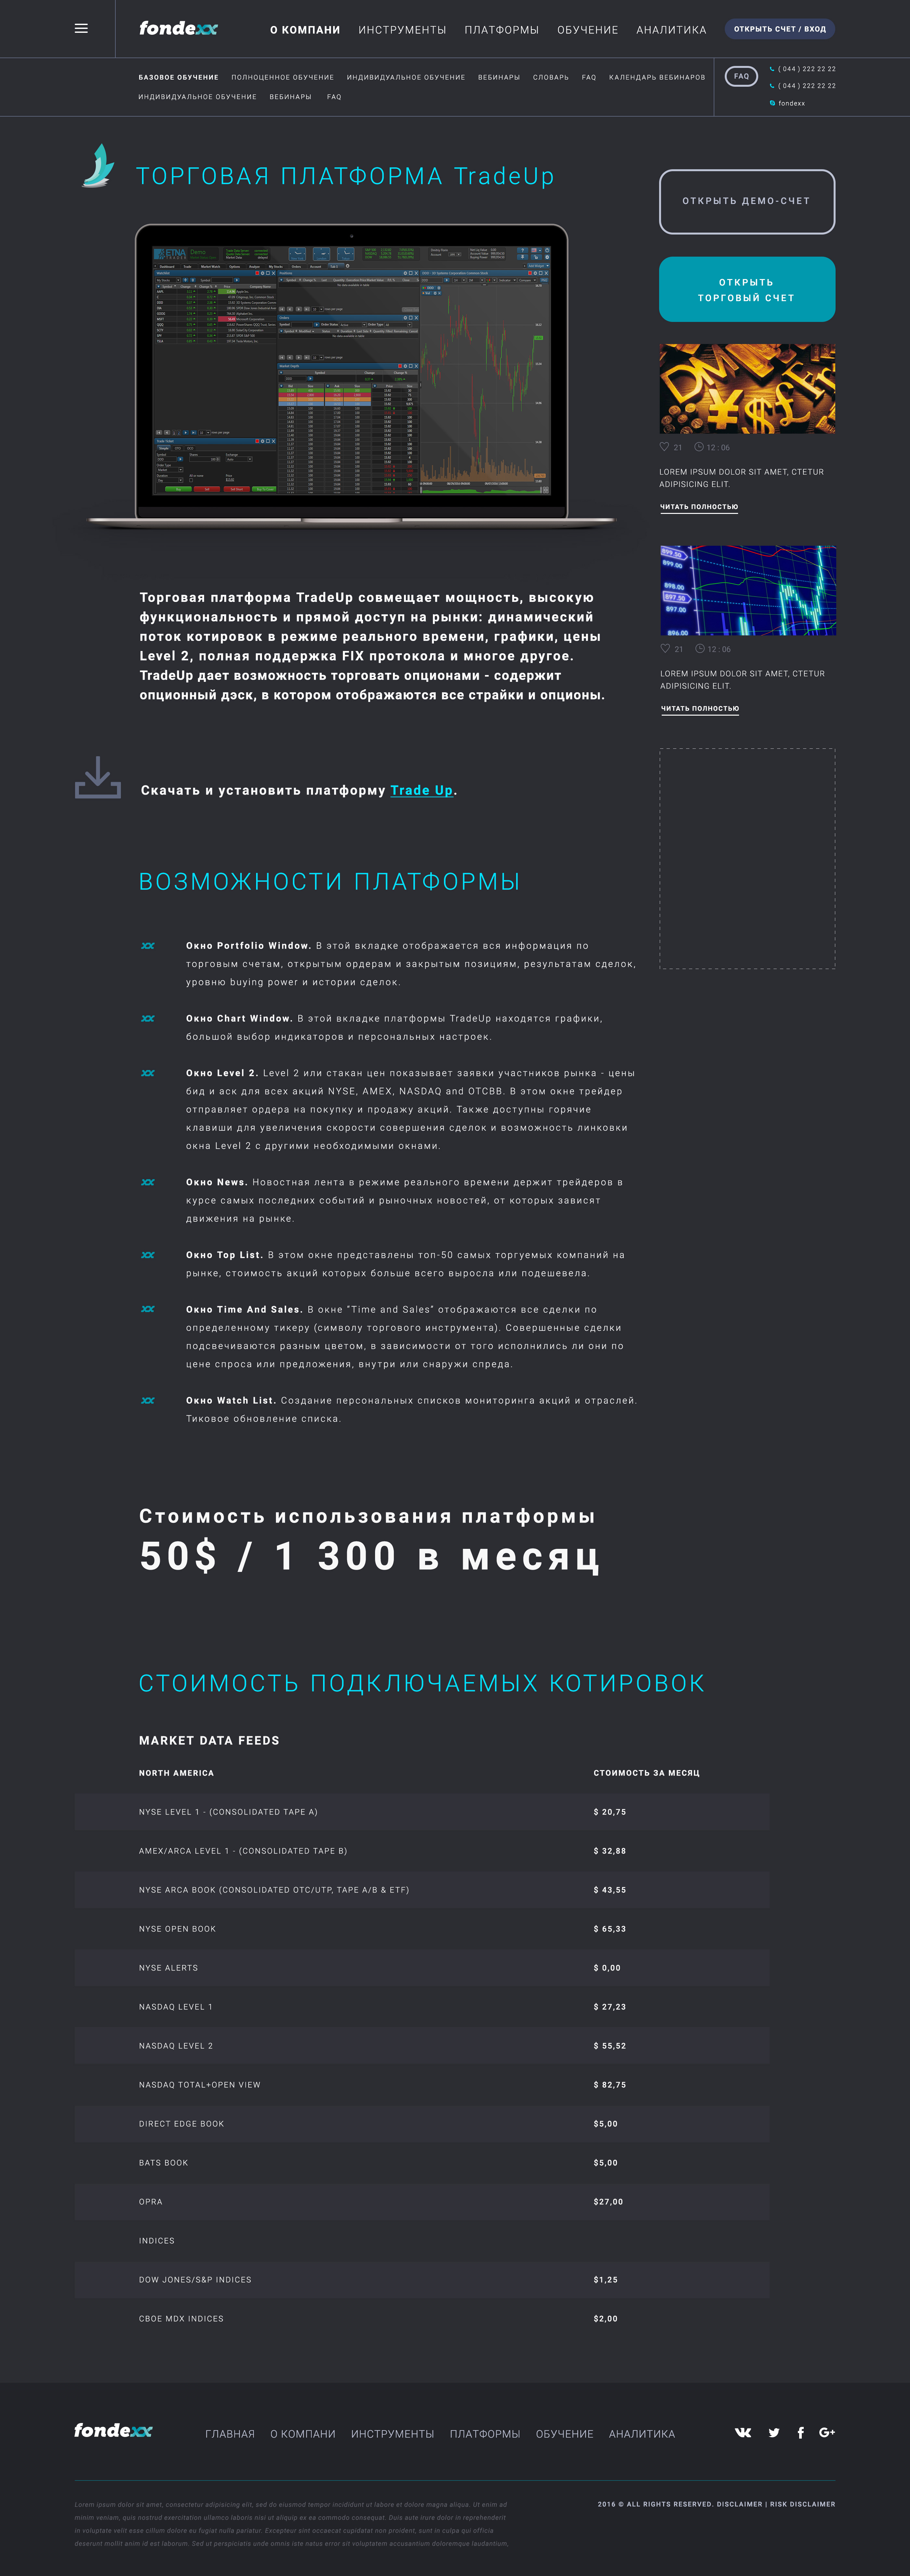 fondexx
О КОМПАНИ ИНСТРУМЕНТЫ ПЛАТФОРМЫ ОБУЧЕНИЕ АНАЛИТИКА
ОТКРЫТЬ СЧЕТ / ВХОД
БАЗОВОЕ ОБУЧЕНИЕ ПОЛНОЦЕННОЕ ОБУЧЕНИЕ ИНДИВИДУАЛЬНОЕ ОБУЧЕНИЕ ВЕБИНАРЫ СЛОВАРЬ FAQ КАЛЕНДАРЬ ВЕБИНАРОВ
ИНДИВИДУАЛЬНОЕ ОБУЧЕНИЕ ВЕБИНАРЫ FAQ
FAQ
( 044 ) 222 22 22
( 044 ) 222 22 22
fondexx
ТОРГОВАЯ ПЛАТФОРМА TradeUp
ETNA
Demo
ОТКРЫТЬ ДЕМО-СЧЕТ
ОТКРЫТЬ
ТОРГОВЫЙ СЧЕТ
21 12 : 06
LOREM IPSUM DOLOR SIT AMET, CTETUR
ADIPISICING ELIT.
ЧИТАТЬ ПОЛНОСТЬЮ
899.50
899.00
898.00
897.50
897.00
896.00
21 12 : 06
LOREM IPSUM DOLOR SIT AMET, CTETUR
ADIPISICING ELIT.
ЧИТАТЬ ПОЛНОСТЬЮ
Торговая платформа TradeUp совмещает мощность, высокую
функциональность и прямой доступ на рынки: динамический
поток котировок в режиме реального времени, графики, цены
Level 2, полная поддержка FIX протокола и многое другое.
TradeUp дает возможность торговать опционами - содержит
опционный дэск, в котором отображаются все страйки и опционы.
Скачать и установить платформу Trade Up.
ВОЗМОЖНОСТИ ПЛАТФОРМЫ
Окно Portfolio Window. В этой вкладке отображается вся информация по
торговым счетам, открытым ордерам и закрытым позициям, результатам сделок,
уровню buying power и истории сделок.
Окно Chart Window. В этой вкладке платформы TradeUp находятся графики,
большой выбор индикаторов и персональных настроек.
Окно Level 2. Level 2 или стакан цен показывает заявки участников рынка - цены
бид и аск для всех акций NYSE, AMEX, NASDAQ and OTCBB. В этом окне трейдер
отправляет ордера на покупку и продажу акций. Также доступны горячие
клавиши для увеличения скорости совершения сделок и возможность линковки
окна Level 2 с другими необходимыми окнами.
Окно News. Новостная лента в режиме реального времени держит трейдеров в
курсе самых последних событий и рыночных новостей, от которых зависят
движения на рынке.
Окно Top List. В этом окне представлены топ-50 самых торгуемых компаний на
рынке, стоимость акций которых больше всего выросла или подешевела.
Окно Time And Sales. В окне "Time and Sales" отображаются все сделки по
определенному тикеру (символу торгового инструмента). Совершенные сделки
подсвечиваются разным цветом, в зависимости от того исполнились ли они по
цене спроса или предложения, внутри или снаружи спреда.
Окно Watch List. Создание персональных списков мониторинга акций и отраслей.
Тиковое обновление списка.
Стоимость использования платформы
50$ / 1 300 в месяц
СТОИМОСТЬ ПОДКЛЮЧАЕМЫХ КОТИРОВОК
MARKET DATA FEEDS
NORTH AMERICA СТОИМОСТЬ ЗА МЕСЯЦ
NYSE LEVEL 1 - (CONSOLIDATED TAPE A) $ 20,75
AMEX/ARCA LEVEL 1 - (CONSOLIDATED TAPE B) $ 32,88
NYSE ARCA BOOK (CONSOLIDATED OTC/UTP, TAPE A/B & ETF) $ 43,55
NYSE OPEN BOOK $ 65,33
NYSE ALERTS $ 0,00
NASDAQ LEVEL 1 $ 27,23
NASDAQ LEVEL 2 $ 55,52
NASDAQ TOTAL+OPEN VIEW $ 82,75
DIRECT EDGE BOOK $5,00
BATS BOOK $5,00
OPRA $27,00
INDICES
DOW JONES/S&P INDICES $1,25
CBOE MDX INDICES $2,00
fondexx
ГЛАВНАЯ О КОМПАНИ ИНСТРУМЕНТЫ ПЛАТФОРМЫ ОБУЧЕНИЕ АНАЛИТИКА
G+
Lorem ipsum dolor sit amet, consectetur adipisicing elit, sed do eiusmod tempor incididunt ut labore et dolore magna aliqua. Ut enim ad
minim veniam, quis nostrud exercitation ullamco laboris nisi ut aliquip ex ea commodo consequat. Duis aute irure dolor in reprehenderit
in voluptate velit esse cillum dolore eu fugiat nulla pariatur. Excepteur sint occaecat cupidatat non proident, sunt in culpa qui officia
deserunt mollit anim id est laborum. Sed ut perspiciatis unde omnis iste natus error sit voluptatem accusantium doloremque laudantium,
2016 © ALL RIGHTS RESERVED. DISCLAIMER | RISK DISCLAIMER